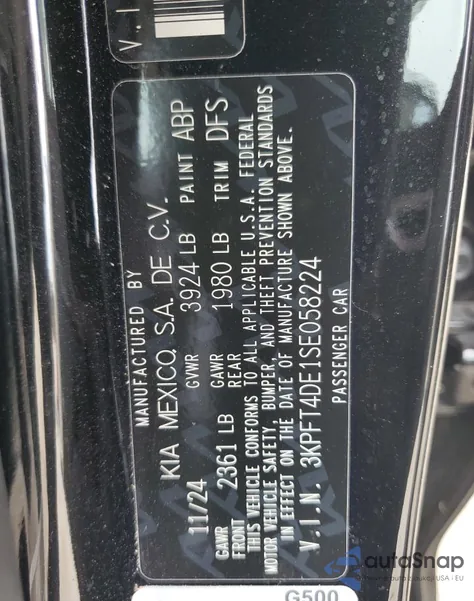 V.I
MANUFACTURED BY
KIA MEXICO, S.A. DE C.V.
11/24 GVWR 3924 LB PAINT ABP
GAWR FRONT 2361 LB GAWR REAR 1980 LB TRIM DFS
THIS VEHICLE CONFORMS TO ALL APPLICABLE U.S.A. FEDERAL
MOTOR VEHICLE SAFETY, BUMPER, AND THEFT PREVENTION STANDARDS
IN EFFECT ON THE DATE OF MANUFACTURE SHOWN ABOVE.
V.I.N. 3KPFT4DE1SE058224
PASSENGER CAR
G500
autoSnap